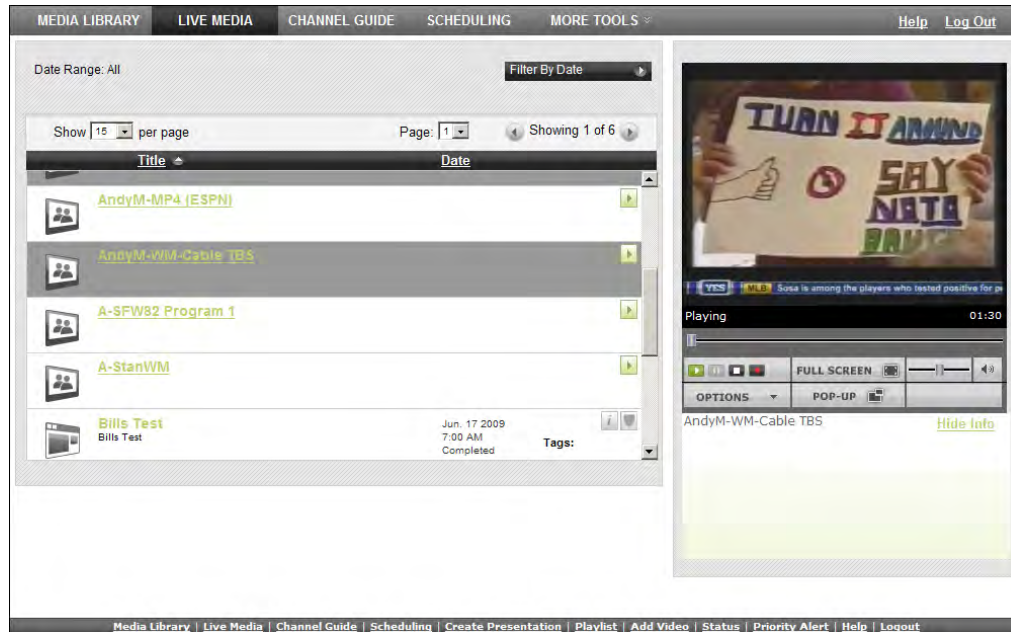 MEDIA LIBRARY LIVE MEDIA CHANNEL GUIDE SCHEDULING MORE TOOLS Help Log Out
Date Range: All Filter By Date
Show 15 per page Page: 1 Showing 1 of 6
Title Date
AndyM-MP4 (ESPN)
AndyM-WM-Cable TBS
A-SFW82 Program 1
A-StanWM
Bills Test
Bills Test
Jun. 17 2009
7:00 AM
Completed
Tags:
i
TURN IT AROUND
SAY
NO TO
YES MLB Sosa is among the players who tested positive for
Playing 01:30
FULL SCREEN
OPTIONS POP-UP
AndyM-WM-Cable TBS Hide Info
Media Library | Live Media | Channel Guide | Scheduling | Create Presentation | Playlist | Add Video | Status | Priority Alert | Help | Logout